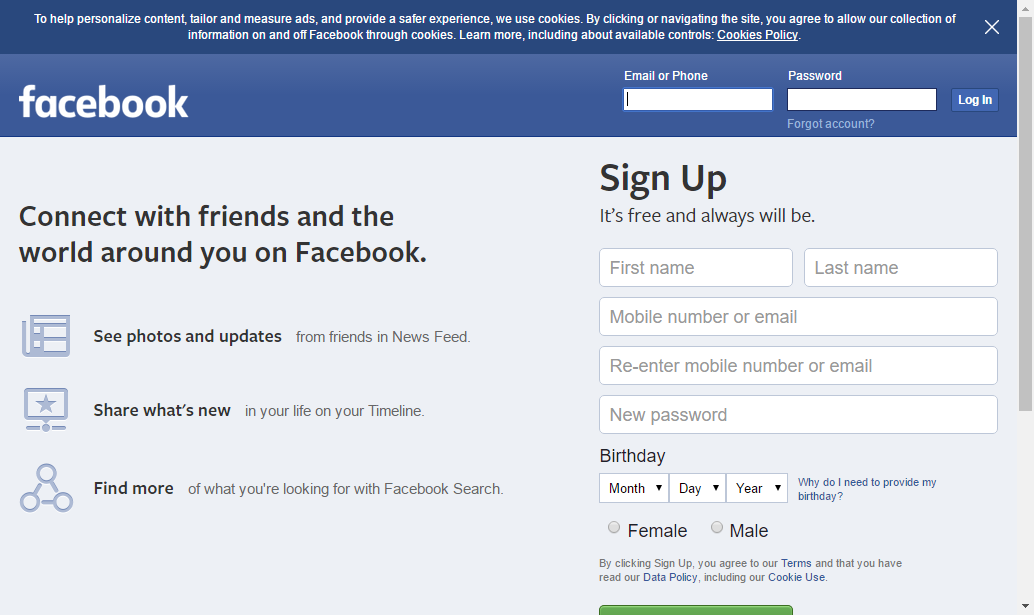 To help personalize content, tailor and measure ads, and provide a safer experience, we use cookies. By clicking or navigating the site, you agree to allow our collection of
information on and off Facebook through cookies. Learn more, including about available controls: Cookies Policy.
Email or Phone
Password
facebook
Log In
Forgot account?
Connect with friends and the
world around you on Facebook.
See photos and updates from friends in News Feed.
Share what's new in your life on your Timeline.
Find more of what you're looking for with Facebook Search.
Sign Up
It's free and always will be.
First name
Last name
Mobile number or email
Re-enter mobile number or email
New password
Birthday
Month
Day
Year
Why do I need to provide my
birthday?
Female
Male
By clicking Sign Up, you agree to our Terms and that you have
read our Data Policy, including our Cookie Use.